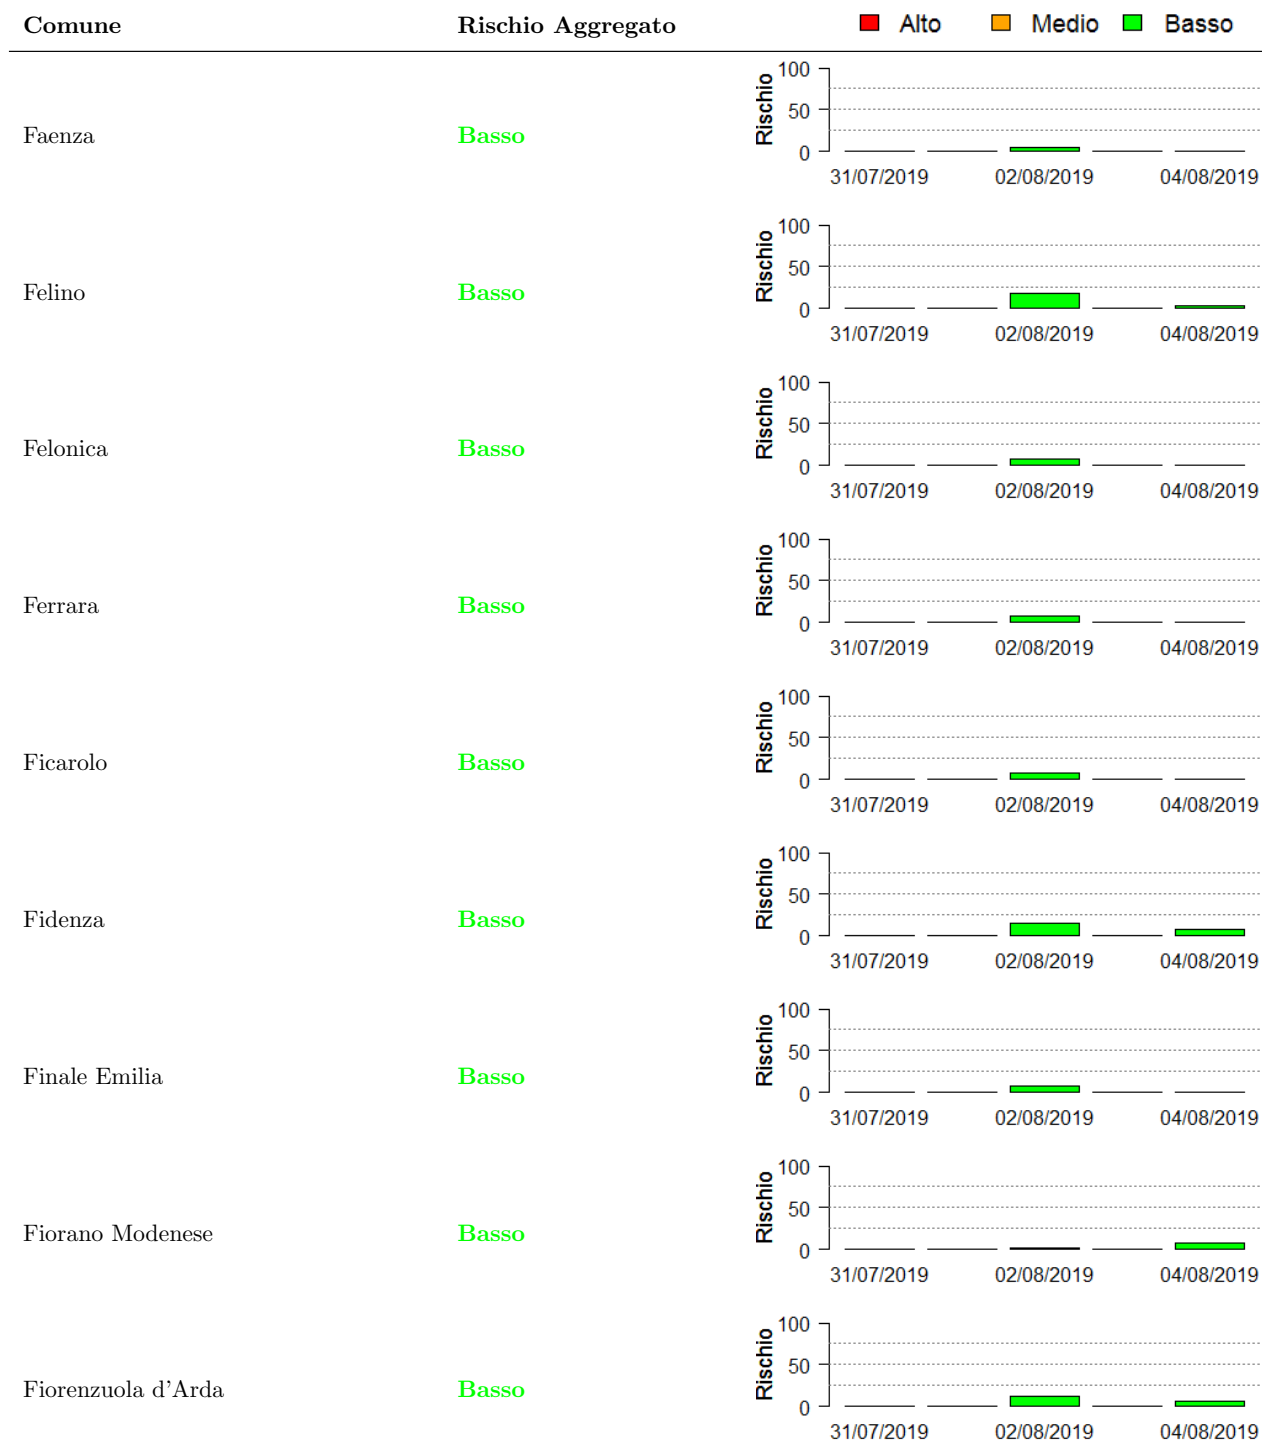 Comune Rischio Aggregato Alto Medio Basso
100
50
0
Rischio
Faenza Basso
31/07/2019 02/08/2019 04/08/2019
100
50
0
Rischio
Felino Basso
31/07/2019 02/08/2019 04/08/2019
100
50
0
Rischio
Felonica Basso
31/07/2019 02/08/2019 04/08/2019
100
50
0
Rischio
Ferrara Basso
31/07/2019 02/08/2019 04/08/2019
100
50
0
Rischio
Ficarolo Basso
31/07/2019 02/08/2019 04/08/2019
100
50
0
Rischio
Fidenza Basso
31/07/2019 02/08/2019 04/08/2019
100
50
0
Rischio
Finale Emilia Basso
31/07/2019 02/08/2019 04/08/2019
100
50
0
Rischio
Fiorano Modenese Basso
31/07/2019 02/08/2019 04/08/2019
100
50
0
Rischio
Fiorenzuola d'Arda Basso
31/07/2019 02/08/2019 04/08/2019